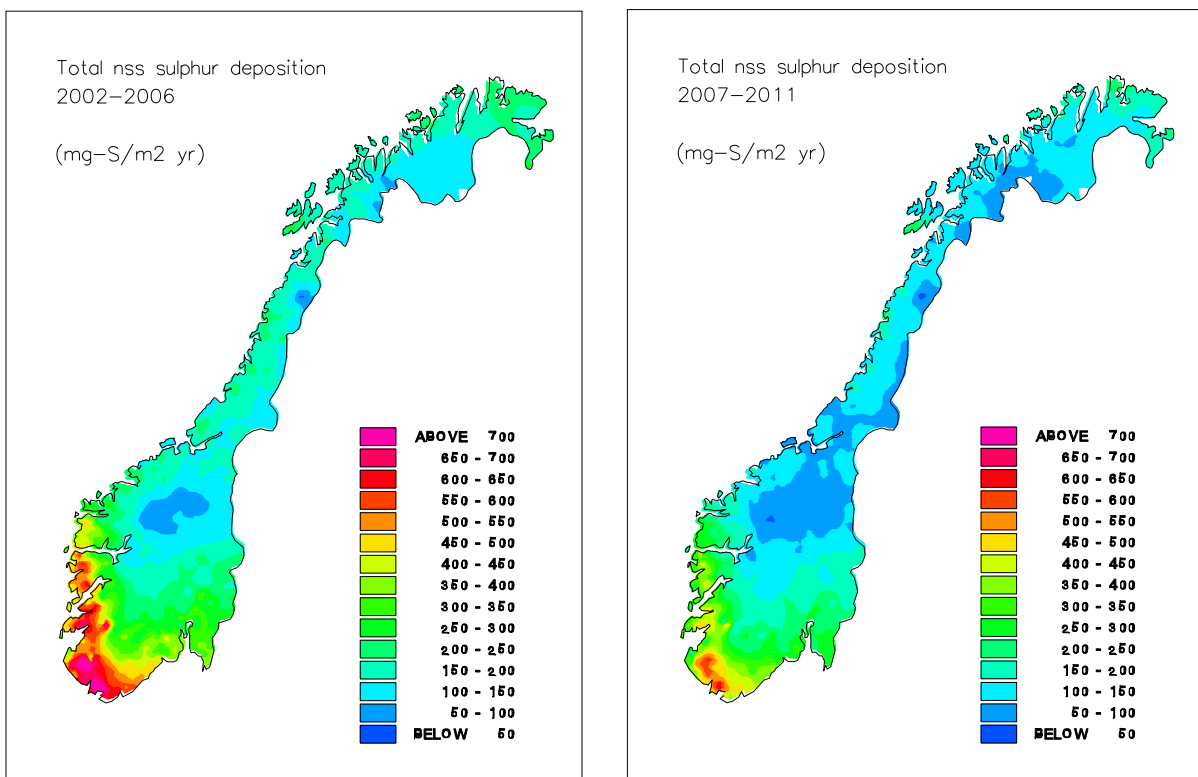 Total nss sulphur deposition
2002-2006
(mg-S/m2 yr)
ABOVE 700
650 - 700
600 - 650
550 - 600
500 - 550
450 - 500
400 - 450
350 - 400
300 - 350
250 - 300
200 - 250
150 - 200
100 - 150
50 - 100
BELOW 50
Total nss sulphur deposition
2007-2011
(mg-S/m2 yr)
ABOVE 700
650 - 700
600 - 650
550 - 600
500 - 550
450 - 500
400 - 450
350 - 400
300 - 350
250 - 300
200 - 250
150 - 200
100 - 150
50 - 100
BELOW 50